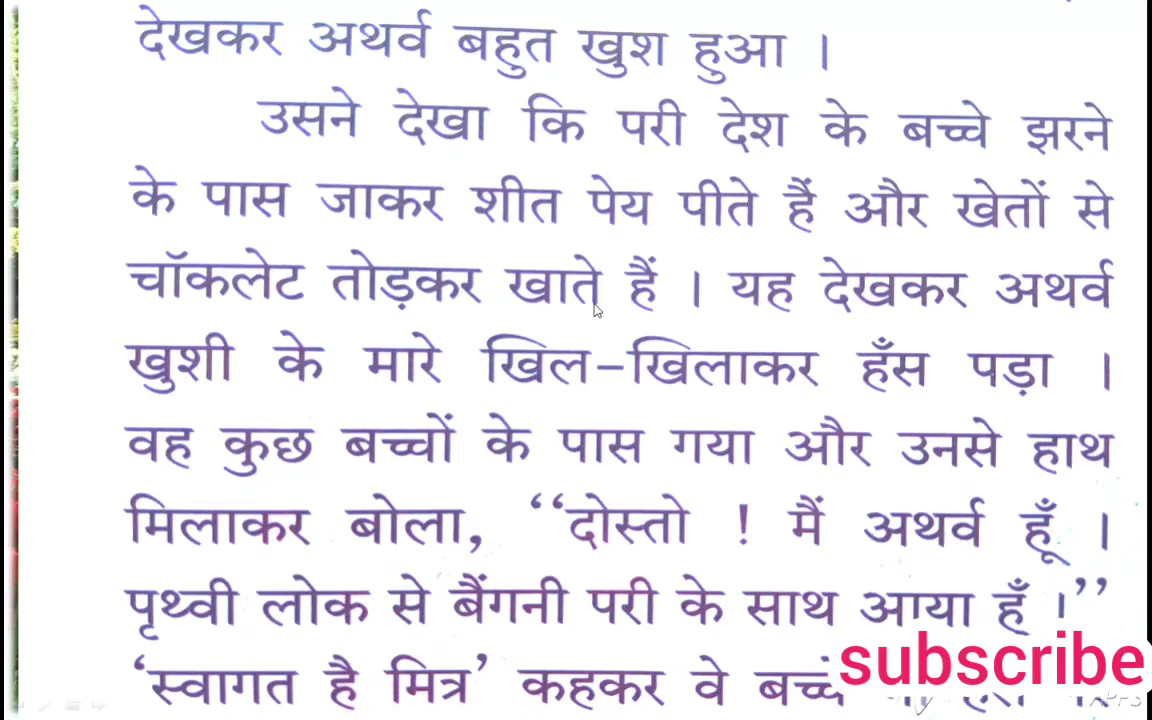 देखकर अथर्व बहुत खुश हुआ ।
उसने देखा कि परी देश के बच्चे झरने
के पास जाकर शीत पेय पीते हैं और खेतों से
चॉकलेट तोड़कर खाते हैं । यह देखकर अथर्व
खुशी के मारे खिल-खिलाकर हँस पड़ा ।
वह कुछ बच्चों के पास गया और उनसे हाथ
मिलाकर बोला, ‘‘दोस्तो ! मैं अथर्व हूँ ।
पृथ्वी लोक से बैंगनी परी के साथ आया हूँ ।’’
‘स्वागत है मित्र’ कहकर वे
subscribe